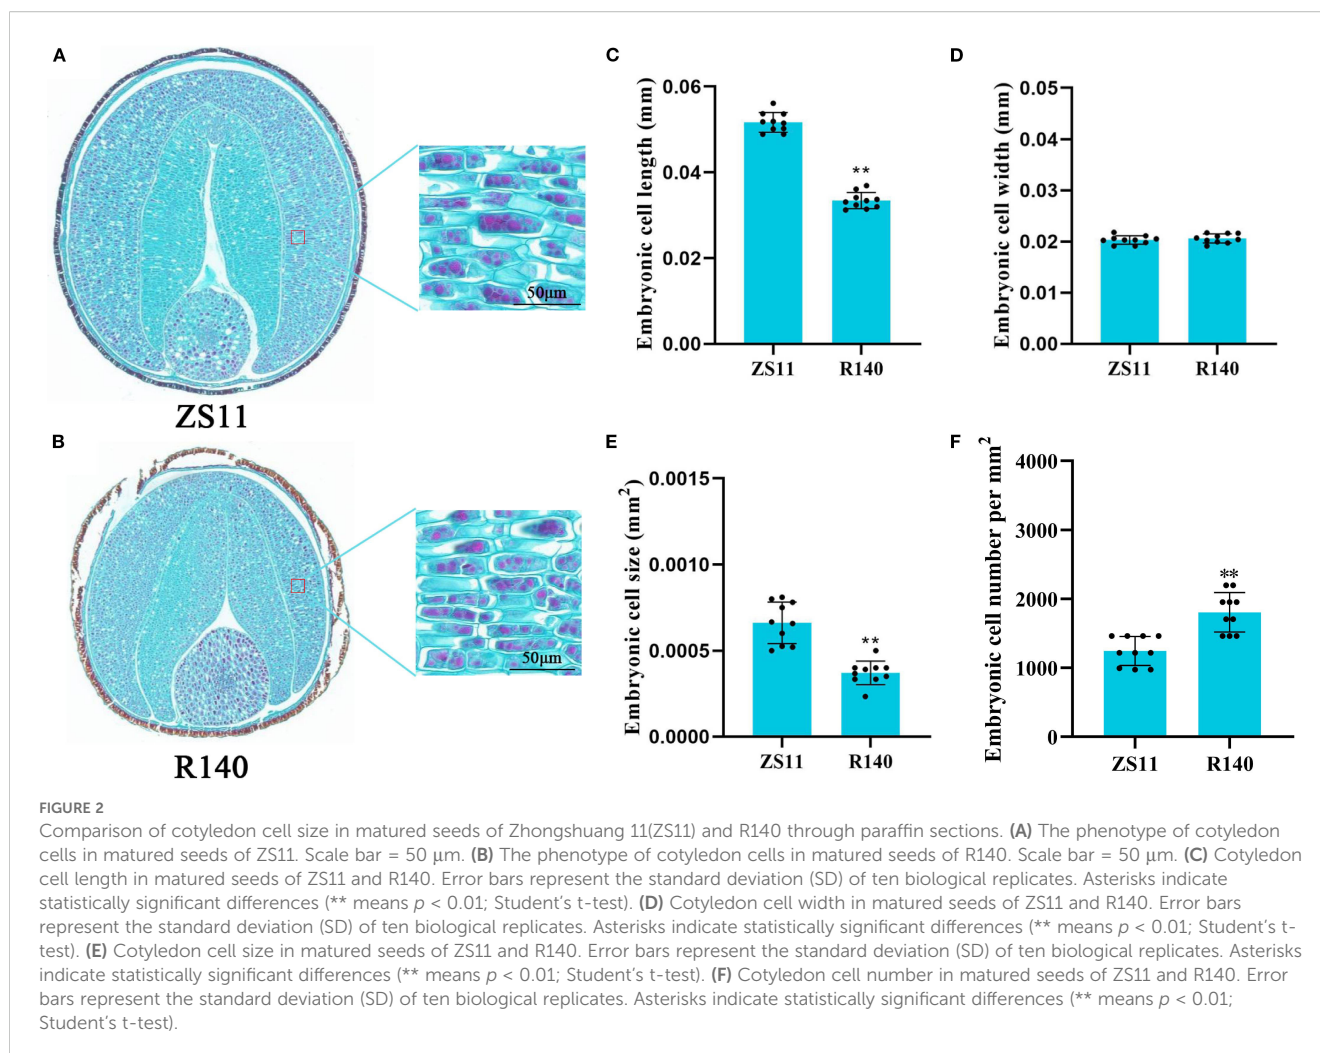 A
ZS11
50μm
B
R140
50μm
C
Embryonic cell length (mm)
0.06
0.04
0.02
0.00
**
ZS11
R140
D
Embryonic cell width (mm)
0.05
0.04
0.03
0.02
0.01
0.00
ZS11
R140
E
Embryonic cell size (mm²)
0.0015
0.0010
0.0005
0.0000
**
ZS11
R140
F
Embryonic cell number per mm²
4000
3000
2000
1000
0
**
ZS11
R140
FIGURE 2
Comparison of cotyledon cell size in matured seeds of Zhongshuang 11(ZS11) and R140 through paraffin sections. (A) The phenotype of cotyledon
cells in matured seeds of ZS11. Scale bar = 50 μm. (B) The phenotype of cotyledon cells in matured seeds of R140. Scale bar = 50 μm. (C) Cotyledon
cell length in matured seeds of ZS11 and R140. Error bars represent the standard deviation (SD) of ten biological replicates. Asterisks indicate
statistically significant differences (** means p < 0.01; Student's t-test). (D) Cotyledon cell width in matured seeds of ZS11 and R140. Error bars
represent the standard deviation (SD) of ten biological replicates. Asterisks indicate statistically significant differences (** means p < 0.01; Student's t-
test). (E) Cotyledon cell size in matured seeds of ZS11 and R140. Error bars represent the standard deviation (SD) of ten biological replicates. Asterisks
indicate statistically significant differences (** means p < 0.01; Student's t-test). (F) Cotyledon cell number in matured seeds of ZS11 and R140. Error
bars represent the standard deviation (SD) of ten biological replicates. Asterisks indicate statistically significant differences (** means p < 0.01;
Student's t-test).